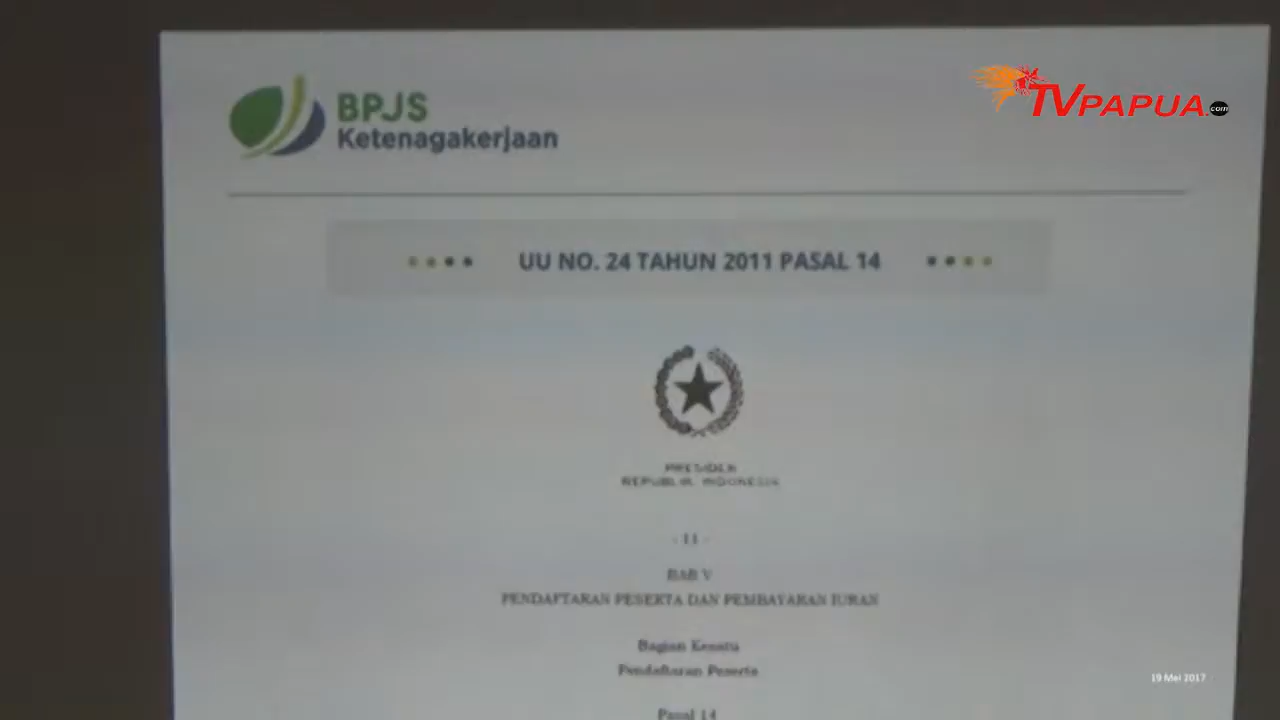 BPJS
Ketenagakerjaan
TVPAPUA.com
UU NO. 24 TAHUN 2011 PASAL 14
PRESIDEN
REPUBLIK INDONESIA
- 11 -
BAB V
PENDAFTARAN PESERTA DAN PEMBAYARAN IURAN
Bagian Kesatu
Pendaftaran Peserta
19 Mei 2017
Pasal 14